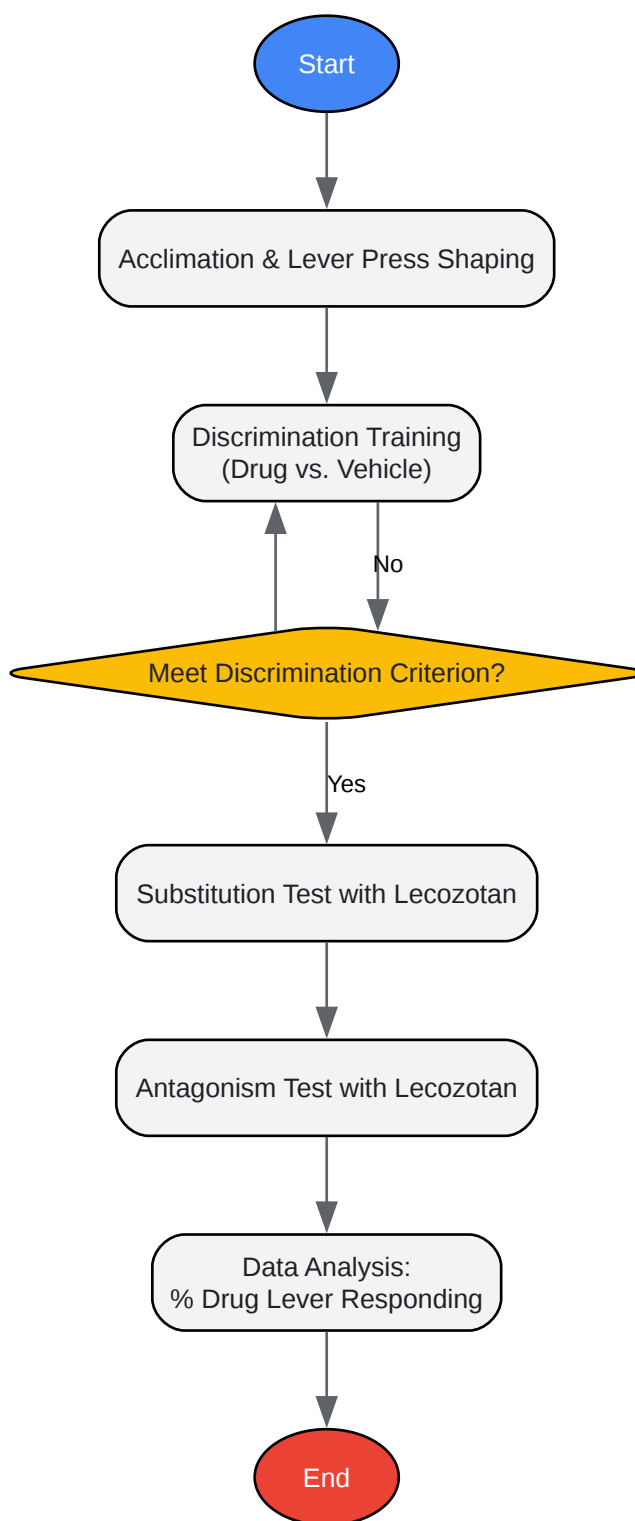 Start
Acclimation & Lever Press Shaping
Discrimination Training
(Drug vs. Vehicle)
No
Meet Discrimination Criterion?
Yes
Substitution Test with Lecozotan
Antagonism Test with Lecozotan
Data Analysis:
% Drug Lever Responding
End